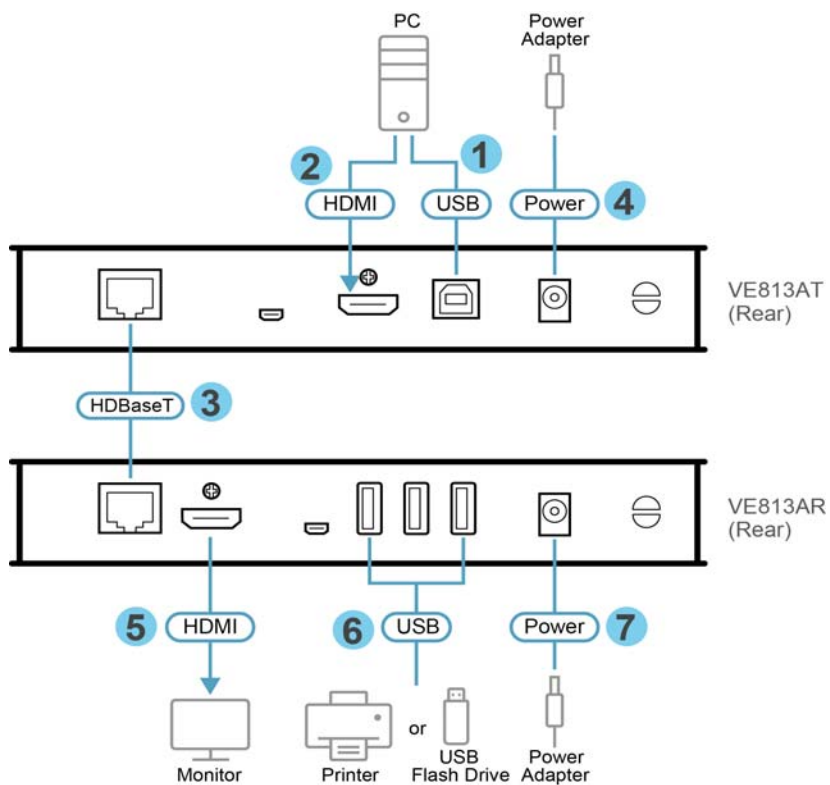 PC
Power
Adapter
1
2
HDMI
USB
Power
4
VE813AT
(Rear)
HDBaseT
3
VE813AR
(Rear)
5
HDMI
6
USB
Power
7
or
Monitor
Printer
USB
Flash Drive
Power
Adapter